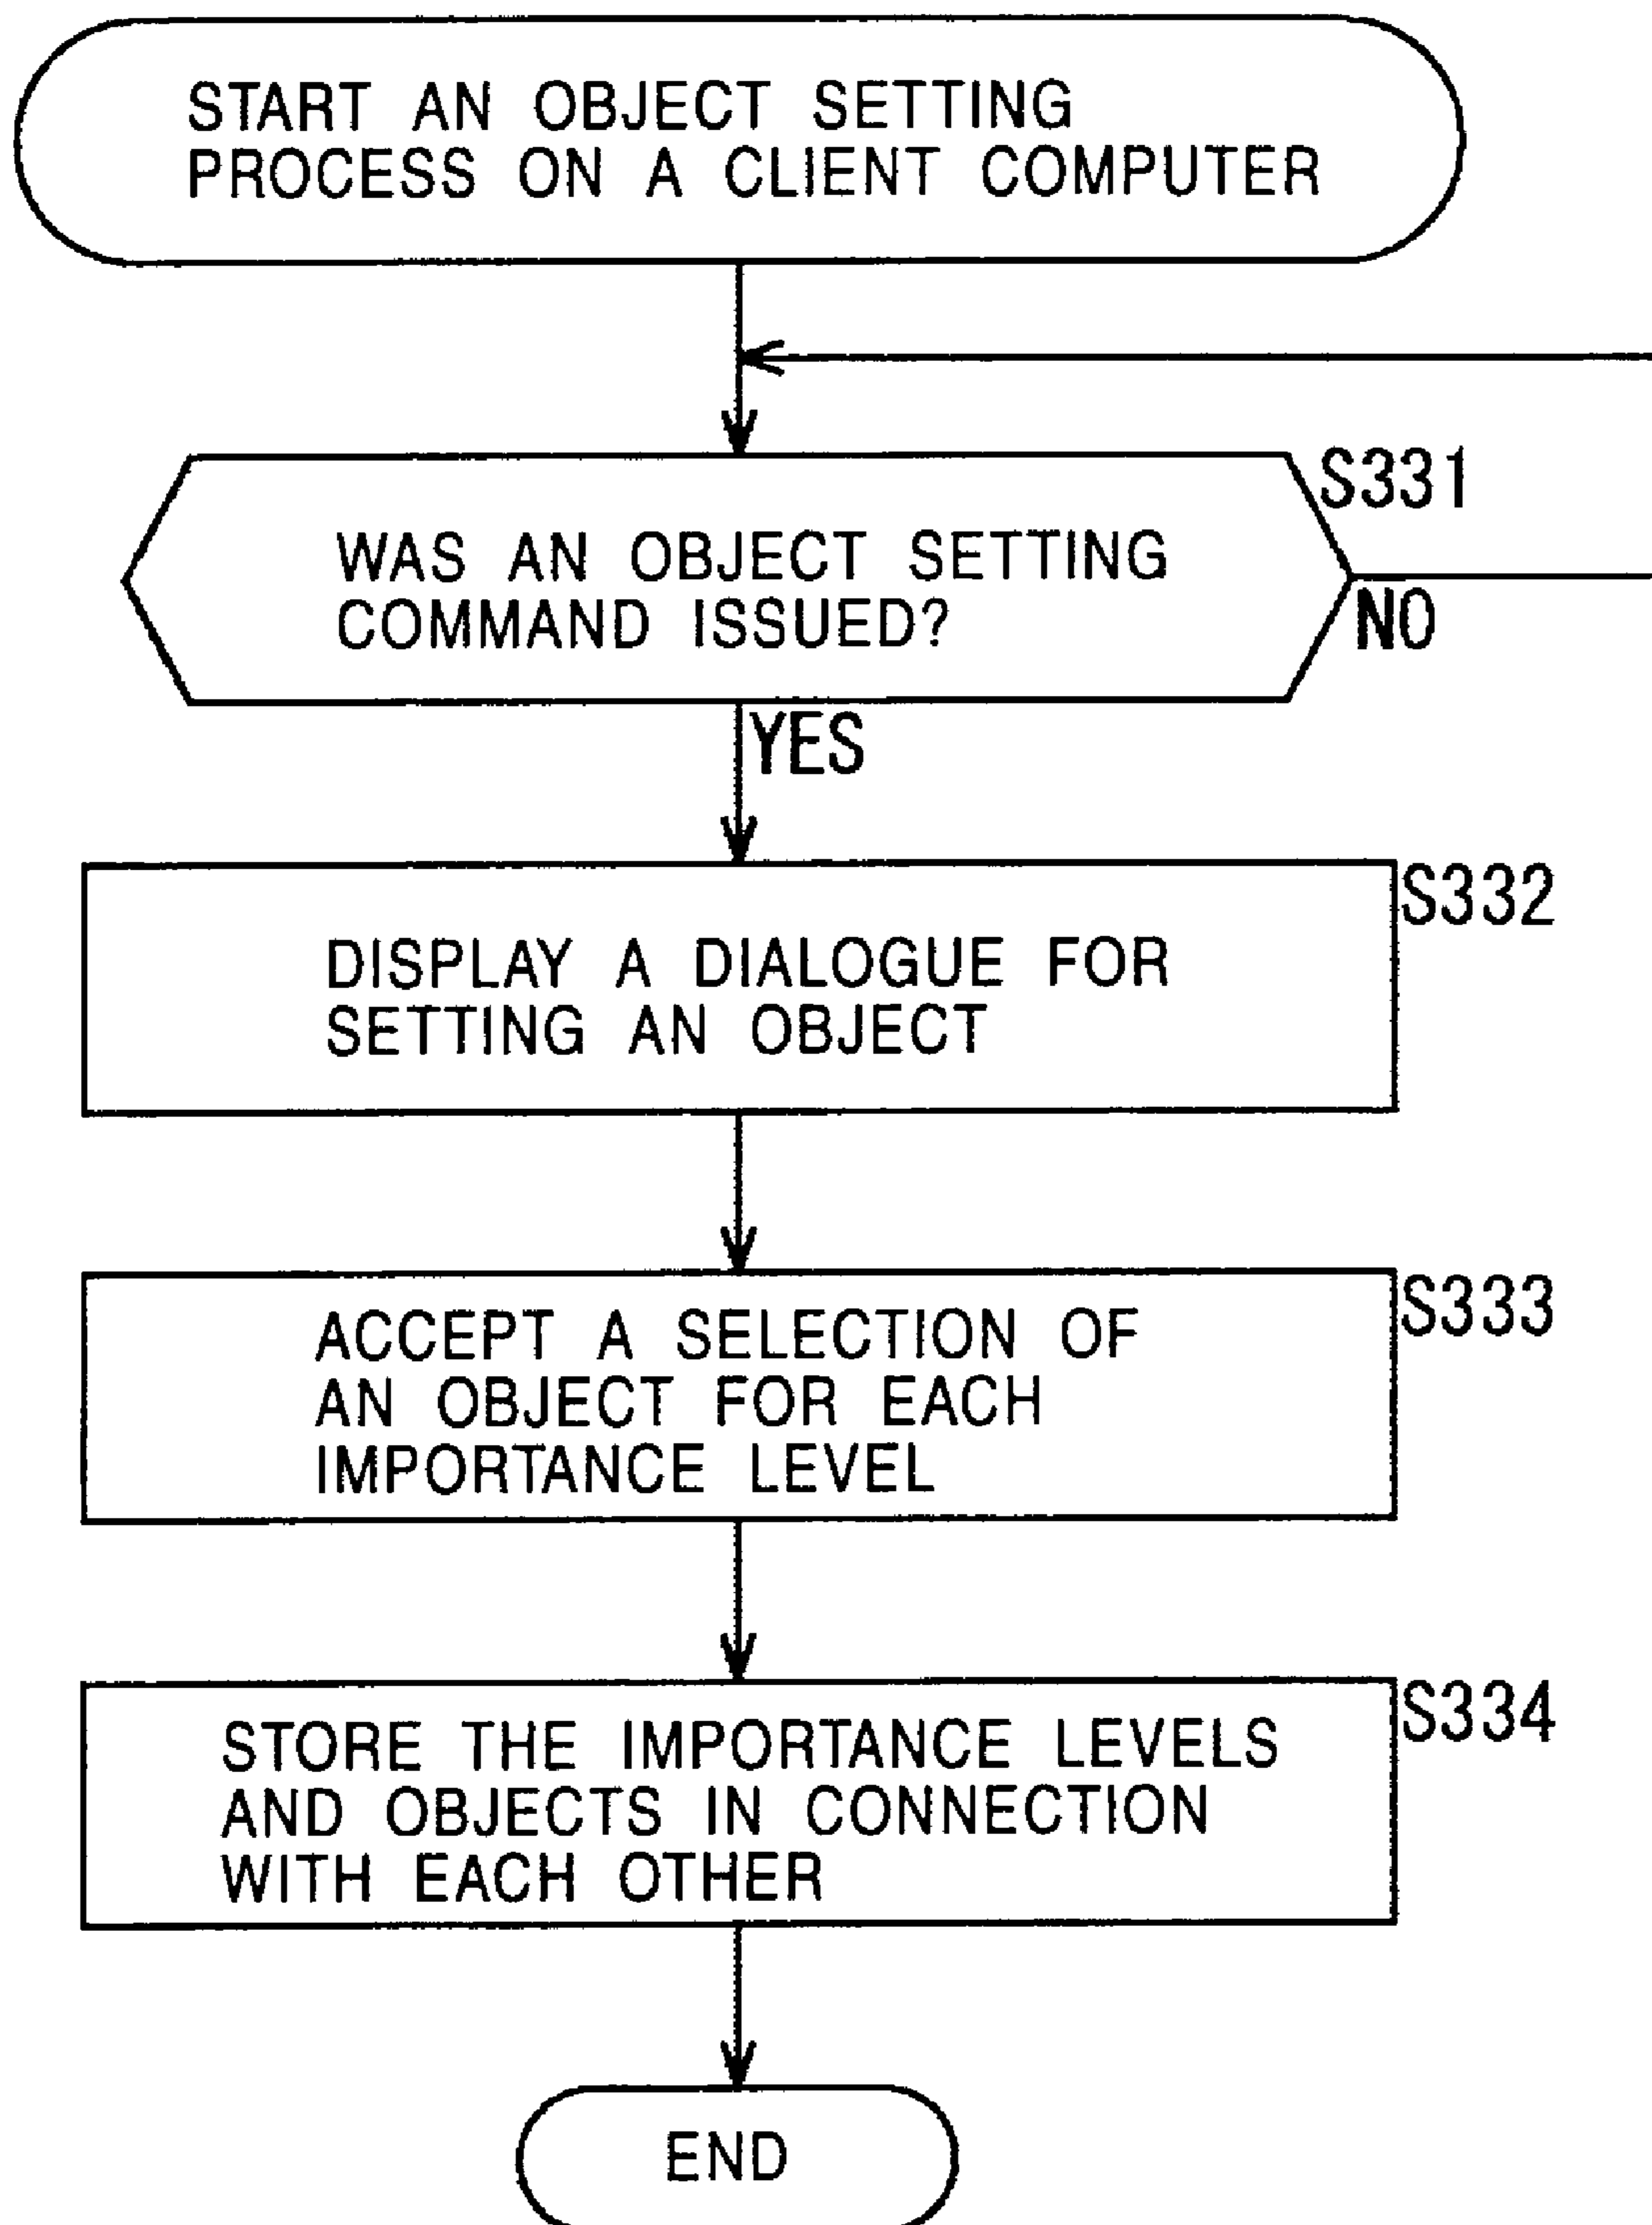 START AN OBJECT SETTING
PROCESS ON A CLIENT COMPUTER
S331
WAS AN OBJECT SETTING
COMMAND ISSUED?
NO
YES
S332
DISPLAY A DIALOGUE FOR
SETTING AN OBJECT
S333
ACCEPT A SELECTION OF
AN OBJECT FOR EACH
IMPORTANCE LEVEL
S334
STORE THE IMPORTANCE LEVELS
AND OBJECTS IN CONNECTION
WITH EACH OTHER
END